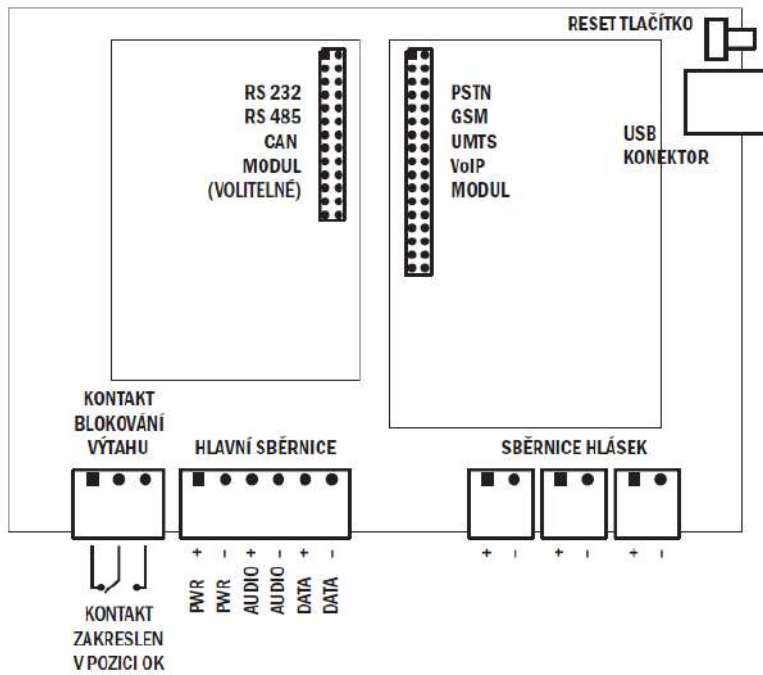 RESET TLAČÍTKO
RS 232
RS 485
CAN
MODUL
(VOLITELNÉ)
PSTN
GSM
UMTS
VoIP
MODUL
USB
KONEKTOR
KONTAKT
BLOKOVÁNÍ
VÝTAHU
HLAVNÍ SBĚRNICE
SBĚRNICE HLÁSEK
PWR +
PWR –
AUDIO +
AUDIO –
DATA +
DATA –
+ –
+ –
+ –
KONTAKT
ZAKRESLEN
V POZICI OK